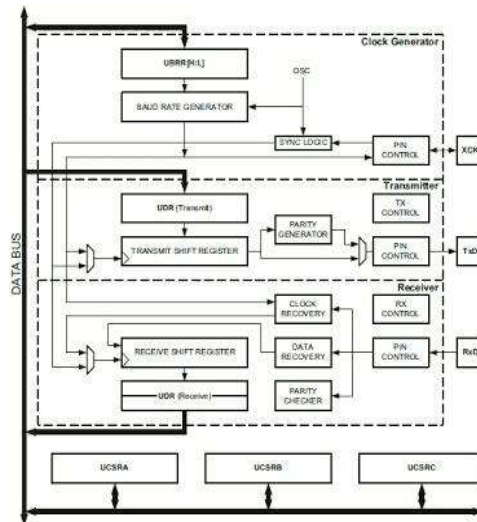 Clock Generator
UBRR[H:L]
OSC
BAUD RATE GENERATOR
SYNC LOGIC
PIN
CONTROL
XCK
Transmitter
UDR (Transmit)
TX
CONTROL
PARITY
GENERATOR
TRANSMIT SHIFT REGISTER
PIN
CONTROL
TxD
DATA BUS
Receiver
CLOCK
RECOVERY
RX
CONTROL
RECEIVE SHIFT REGISTER
DATA
RECOVERY
PIN
CONTROL
RxD
UDR (Receive)
PARITY
CHECKER
UCSRA
UCSRB
UCSRC